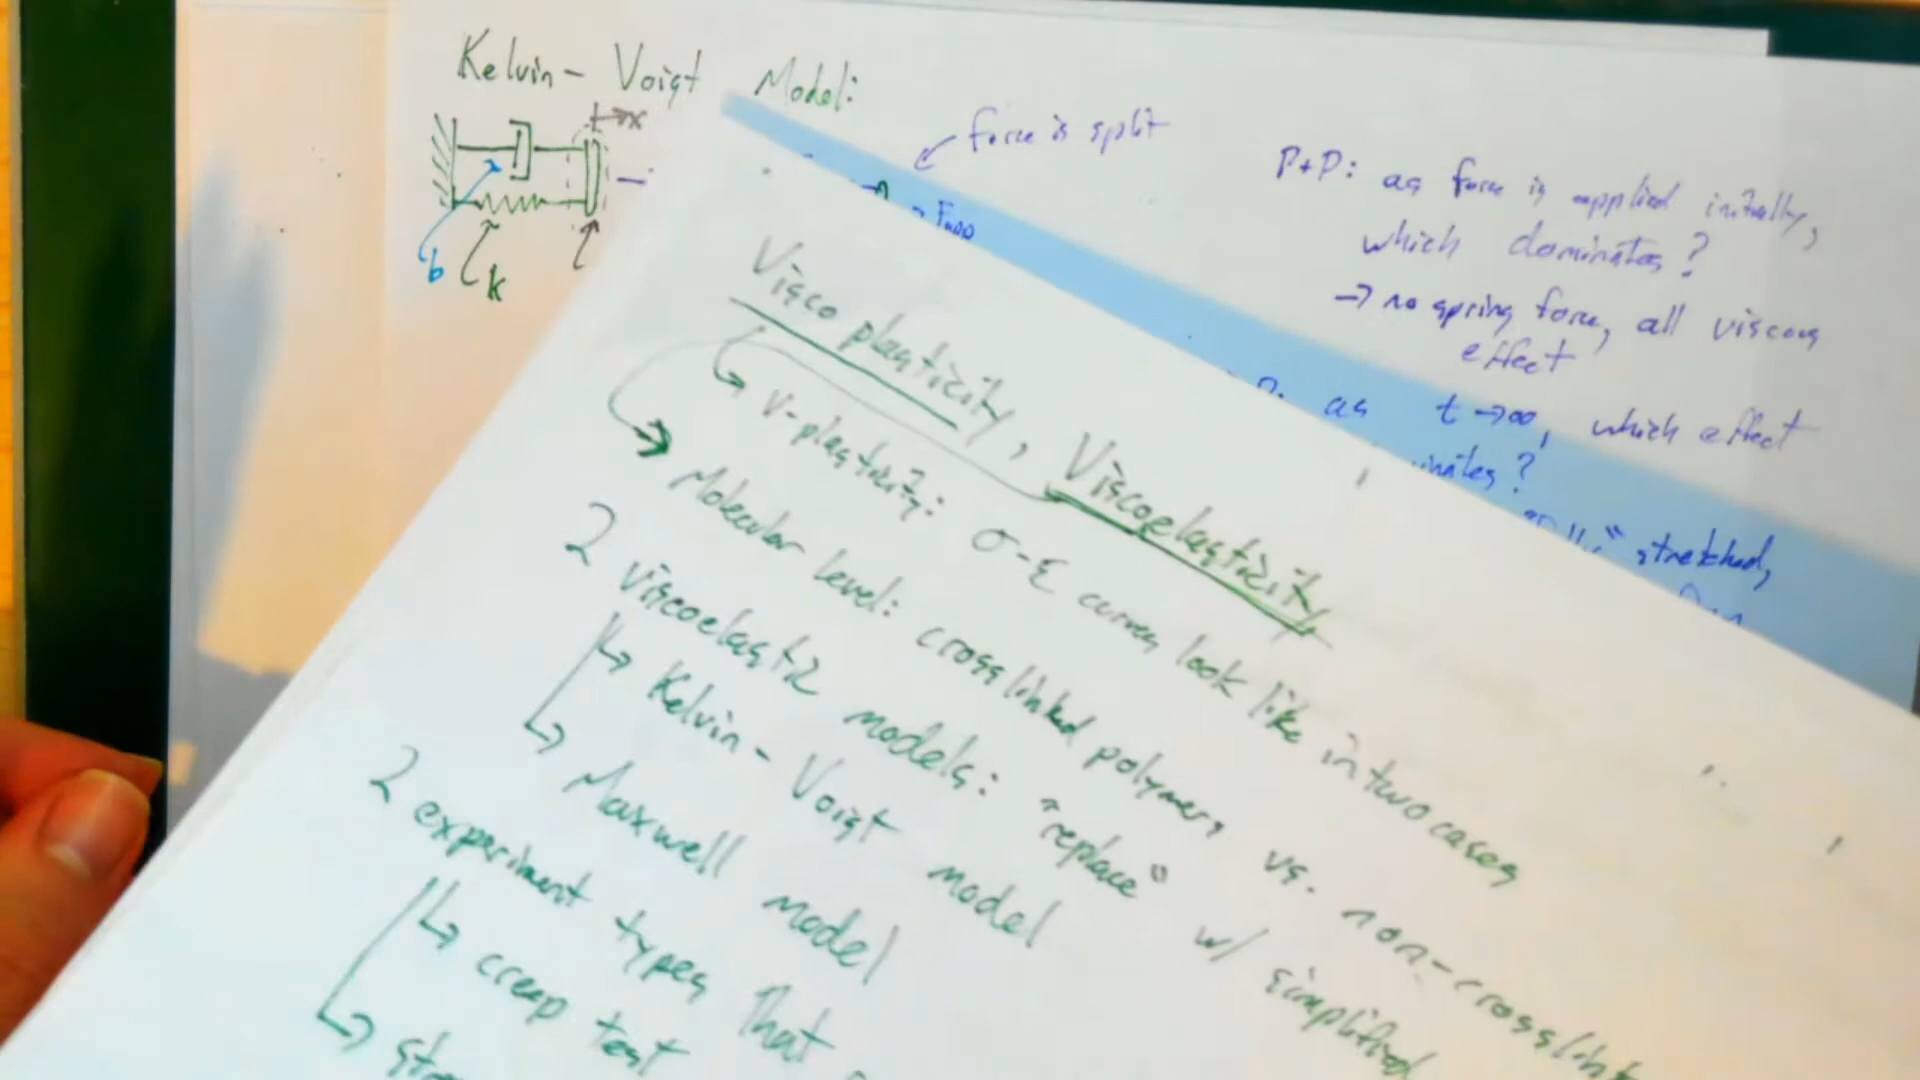 Kelvin - Voigt Model:
x
b
k
force is split
P+P: as force is applied initially,
which dominates?
→ no spring force, all viscous
effect
as t→∞, which effect
stretched,
Viscoplasticity, Viscoelasticity
v-plasticity: σ-ε curves look like in two cases
Molecular level: crosslinked polymers vs. non-crosslink
2 viscoelastic models: "replace" w/ simplified
Kelvin - Voigt model
Maxwell model
2 experiment types that
creep test